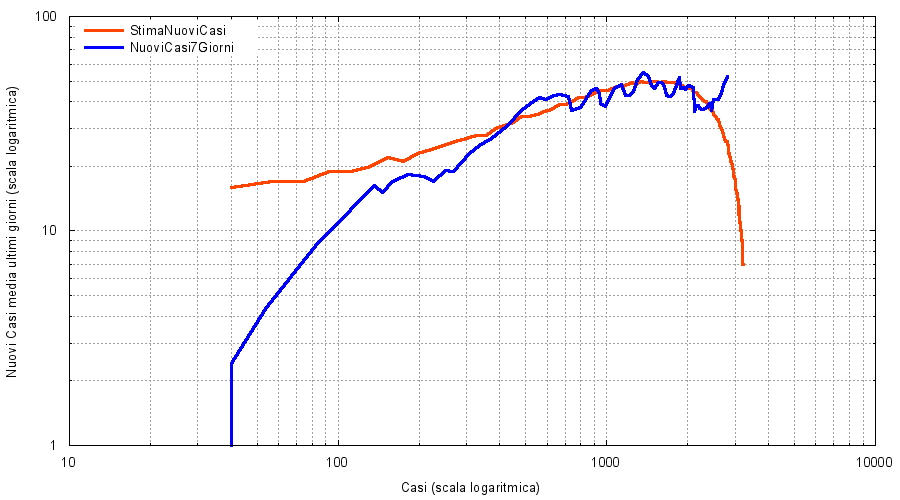 100
StimaNuoviCasi
NuoviCasi7Giorni
Nuovi Casi media ultimi giorni (scala logaritmica)
10
1
10
100
1000
10000
Casi (scala logaritmica)